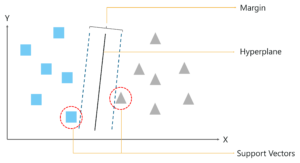 Margin
Y
Hyperplane
X
Support Vectors